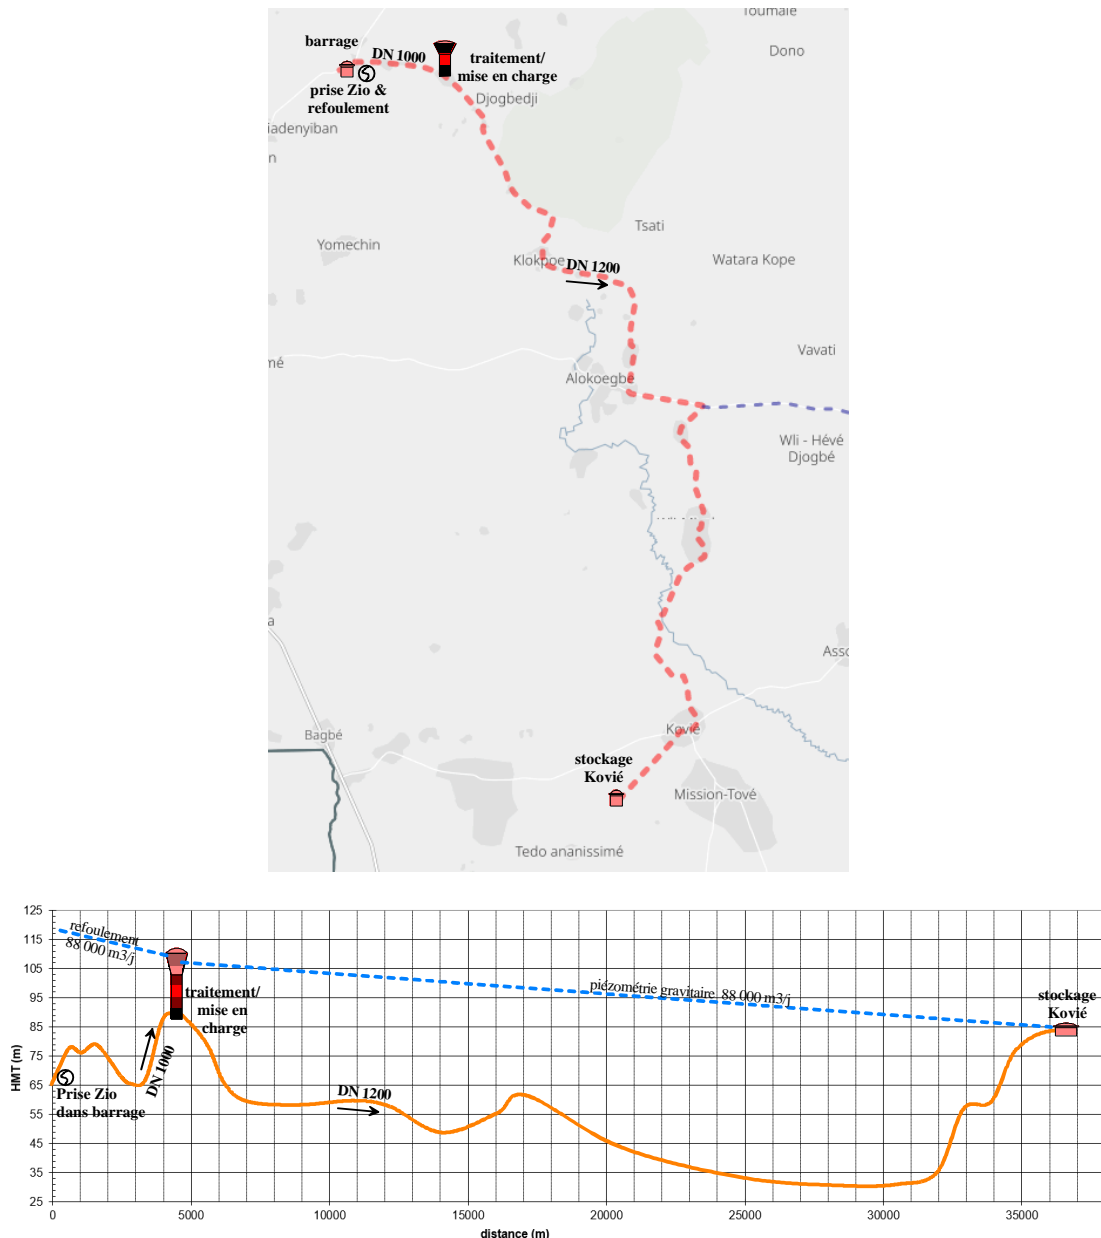 Toumale
barrage
DN 1000
traitement/
mise en charge
Dono
prise Zio &
refoulement
Djogbedji
iadenyiban
n
Tsati
Yomechin
Klokpoe
DN 1200
Watara Kope
Vavati
mé
Alokoegbe
Wli - Hévé
Djogbé
a
Asso
Kovié
Bagbé
stockage
Kovié
Mission-Tové
Tedo ananissimé
125
115
105
95
85
75
65
55
45
35
25
HMT (m)
refoulement
88 000 m3/j
traitement/
mise en
charge
piézométrie gravitaire 88 000 m3/j
stockage
Kovié
DN 1000
Prise Zio
dans barrage
DN 1200
0
5000
10000
15000
20000
25000
30000
35000
distance (m)